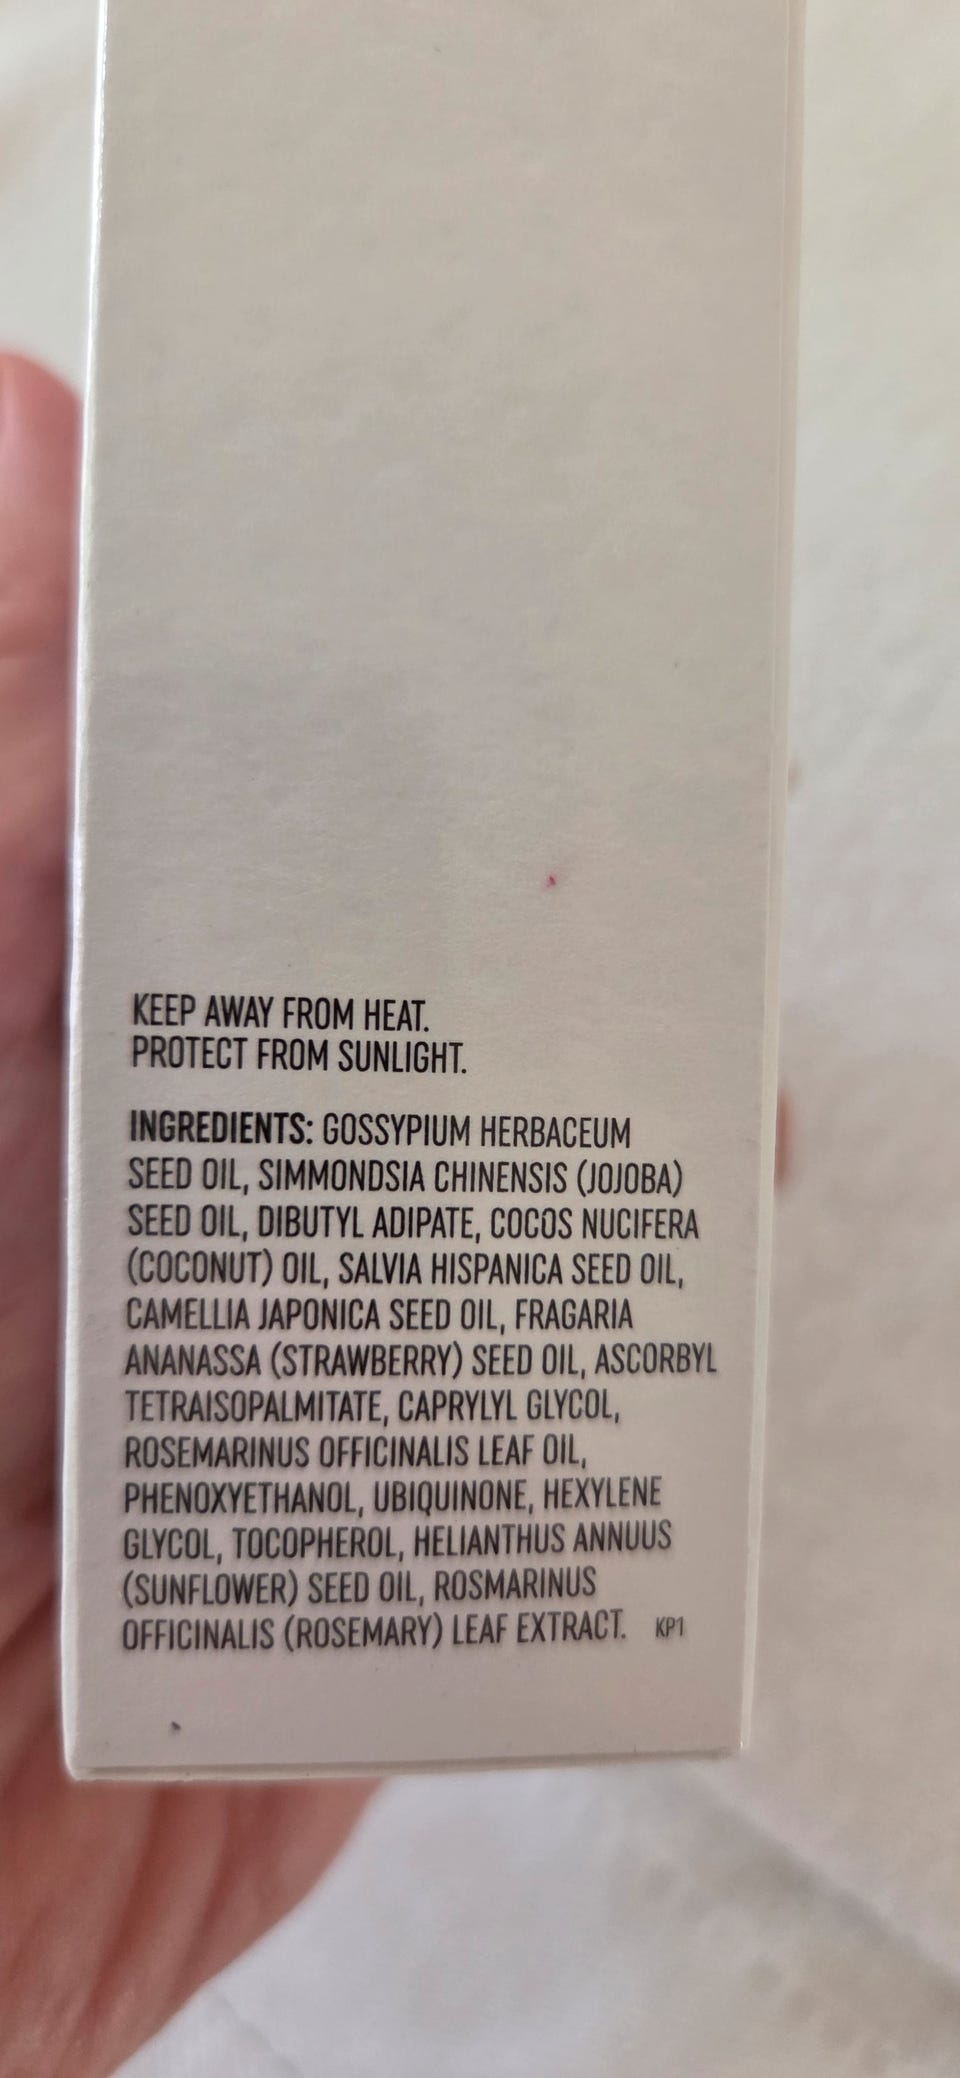 KEEP AWAY FROM HEAT.
PROTECT FROM SUNLIGHT.
INGREDIENTS: GOSSYPIUM HERBACEUM
SEED OIL, SIMMONDSIA CHINENSIS (JOJOBA)
SEED OIL, DIBUTYL ADIPATE, COCOS NUCIFERA
(COCONUT) OIL, SALVIA HISPANICA SEED OIL,
CAMELLIA JAPONICA SEED OIL, FRAGARIA
ANANASSA (STRAWBERRY) SEED OIL, ASCORBYL
TETRAISOPALMITATE, CAPRYLYL GLYCOL,
ROSEMARINUS OFFICINALIS LEAF OIL,
PHENOXYETHANOL, UBIQUINONE, HEXYLENE
GLYCOL, TOCOPHEROL, HELIANTHUS ANNUUS
(SUNFLOWER) SEED OIL, ROSMARINUS
OFFICINALIS (ROSEMARY) LEAF EXTRACT. KP1